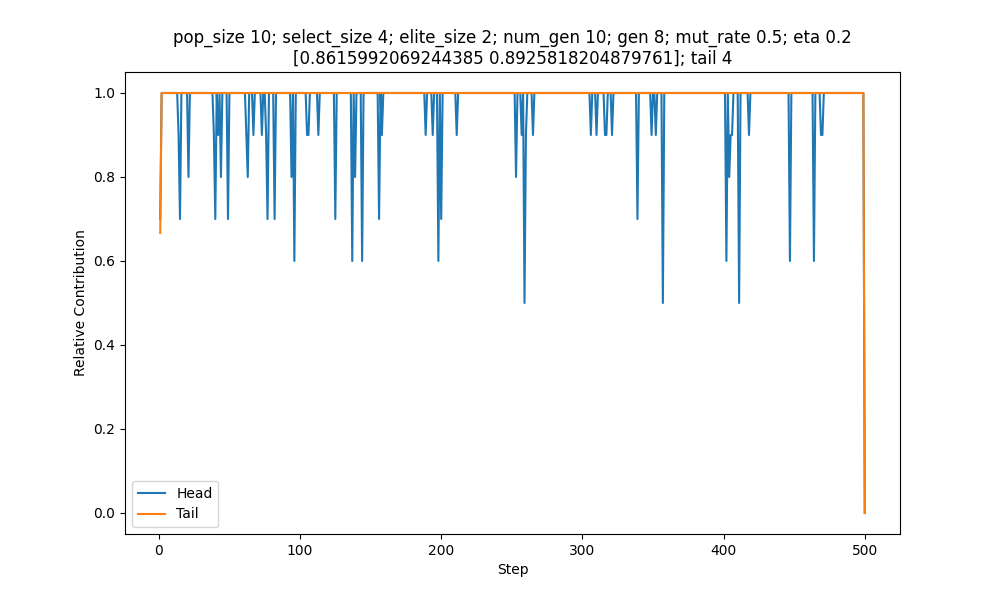 pop_size 10; select_size 4; elite_size 2; num_gen 10; gen 8; mut_rate 0.5; eta 0.2
[0.8615992069244385 0.8925818204879761]; tail 4
1.0
0.8
0.6
0.4
0.2
0.0
Relative Contribution
Head
Tail
0
100
200
300
400
500
Step